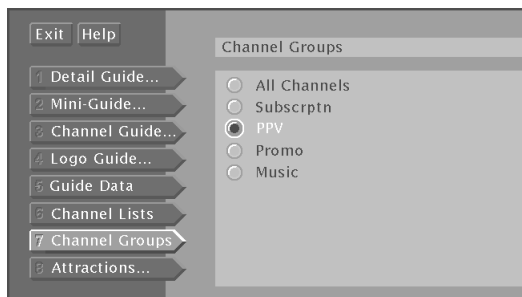 Exit Help
Channel Groups
1 Detail Guide...
2 Mini-Guide...
3 Channel Guide...
4 Logo Guide...
5 Guide Data
6 Channel Lists
7 Channel Groups
8 Attractions...
All Channels
Subscrptn
PPV
Promo
Music